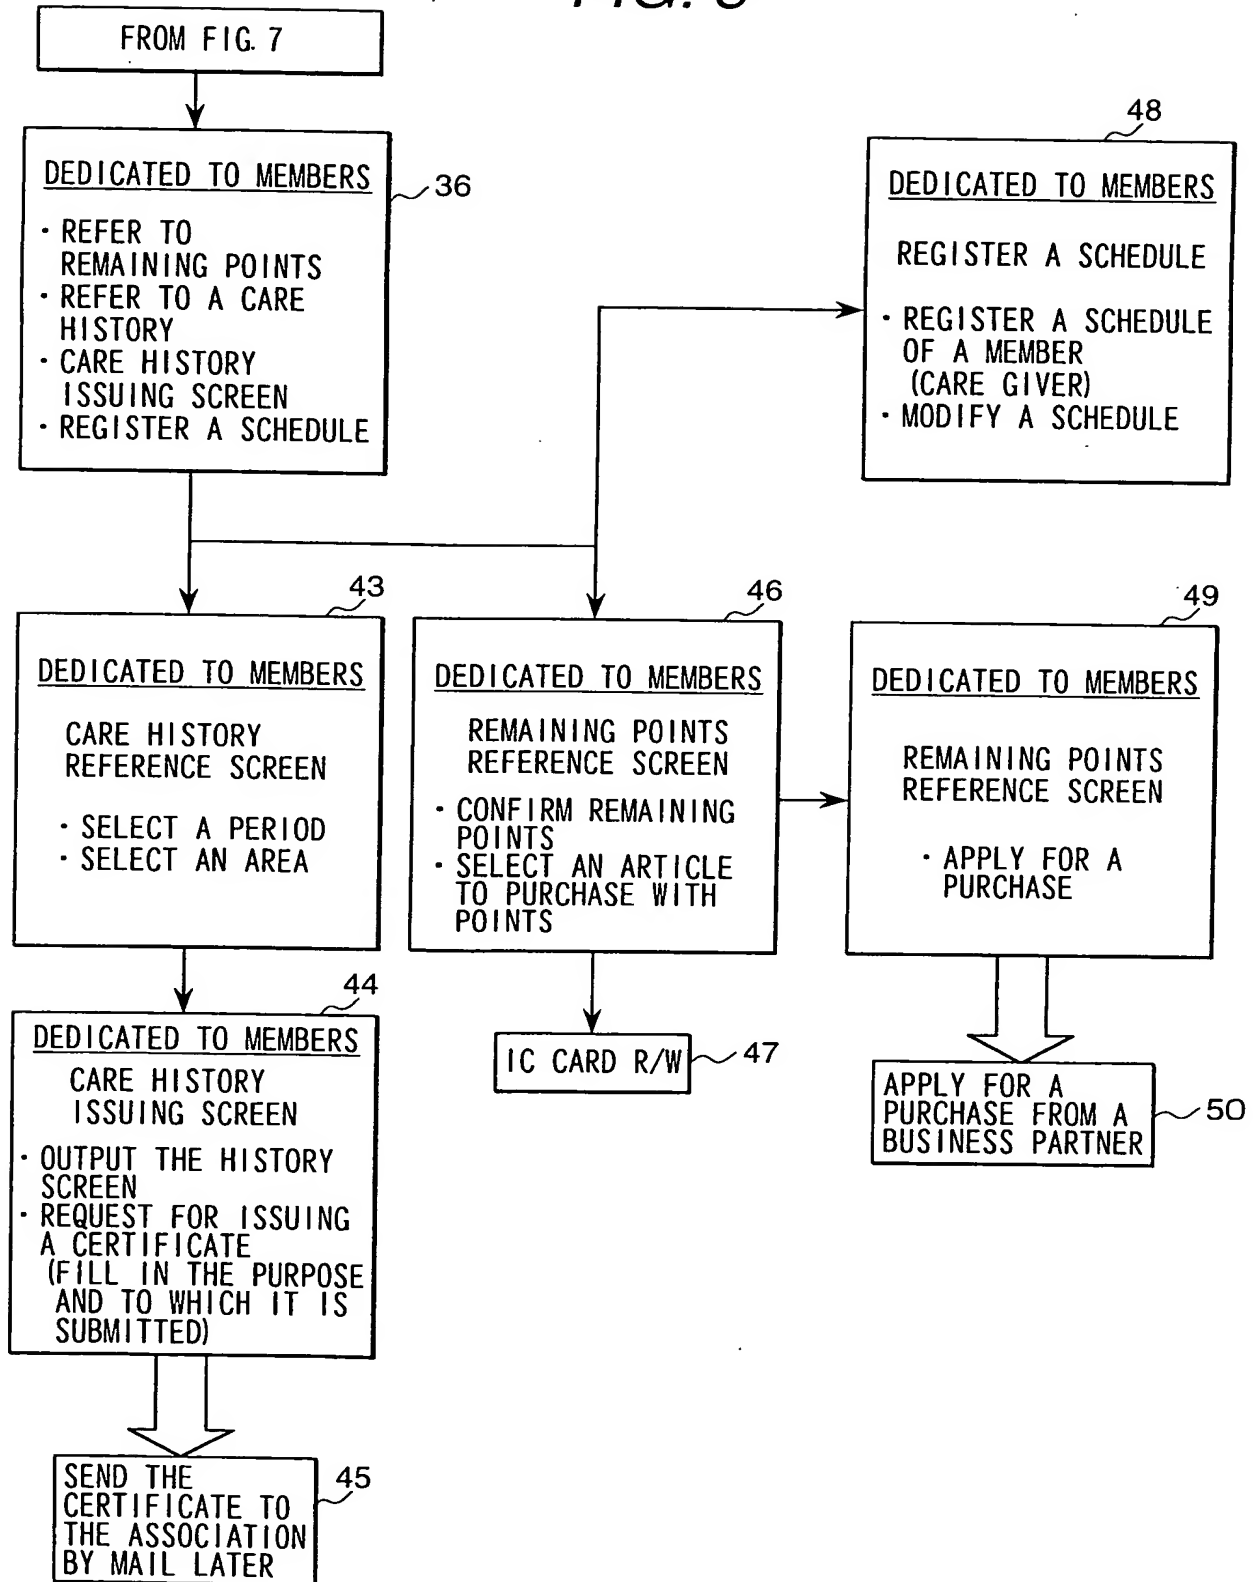 FROM FIG. 7
DEDICATED TO MEMBERS
36
· REFER TO
REMAINING POINTS
· REFER TO A CARE
HISTORY
· CARE HISTORY
ISSUING SCREEN
· REGISTER A SCHEDULE
48
DEDICATED TO MEMBERS
REGISTER A SCHEDULE
· REGISTER A SCHEDULE
OF A MEMBER
(CARE GIVER)
· MODIFY A SCHEDULE
43
DEDICATED TO MEMBERS
CARE HISTORY
REFERENCE SCREEN
· SELECT A PERIOD
· SELECT AN AREA
46
DEDICATED TO MEMBERS
REMAINING POINTS
REFERENCE SCREEN
· CONFIRM REMAINING
POINTS
· SELECT AN ARTICLE
TO PURCHASE WITH
POINTS
49
DEDICATED TO MEMBERS
REMAINING POINTS
REFERENCE SCREEN
· APPLY FOR A
PURCHASE
44
DEDICATED TO MEMBERS
CARE HISTORY
ISSUING SCREEN
· OUTPUT THE HISTORY
SCREEN
· REQUEST FOR ISSUING
A CERTIFICATE
(FILL IN THE PURPOSE
AND TO WHICH IT IS
SUBMITTED)
IC CARD R/W
47
APPLY FOR A
PURCHASE FROM A
BUSINESS PARTNER
50
SEND THE
CERTIFICATE TO
THE ASSOCIATION
BY MAIL LATER
45